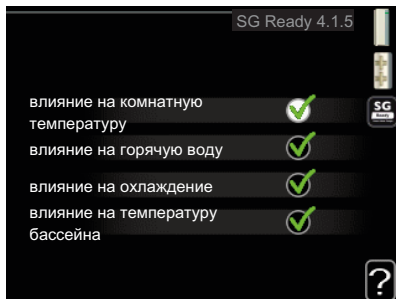 SG Ready 4.1.5
влияние на комнатную
температуру
SG
Ready
влияние на горячую воду
влияние на охлаждение
влияние на температуру
бассейна
?